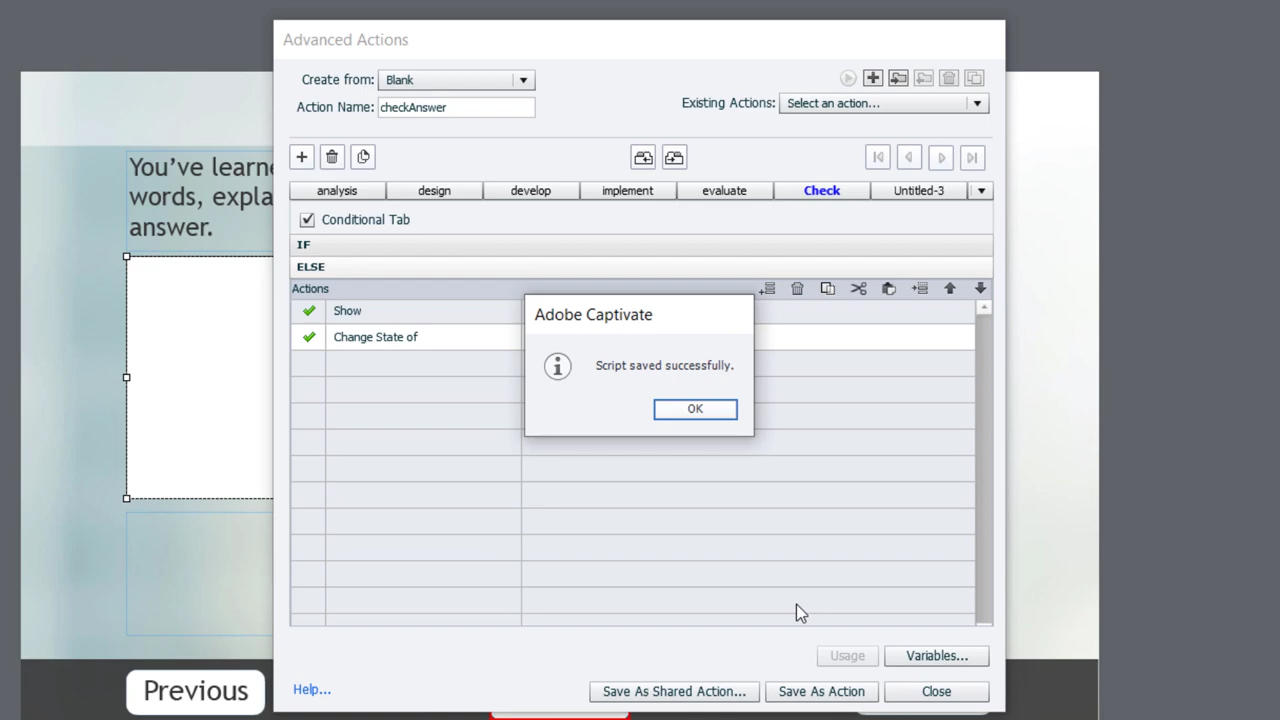 Advanced Actions
Create from: Blank
Action Name: checkAnswer
Existing Actions: Select an action...
analysis design develop implement evaluate Check Untitled-3
Conditional Tab
IF
ELSE
Actions
Show
Change State of
Adobe Captivate
Script saved successfully.
OK
Usage Variables...
Help... Save As Shared Action... Save As Action Close
You've
words,
answer.
Previous